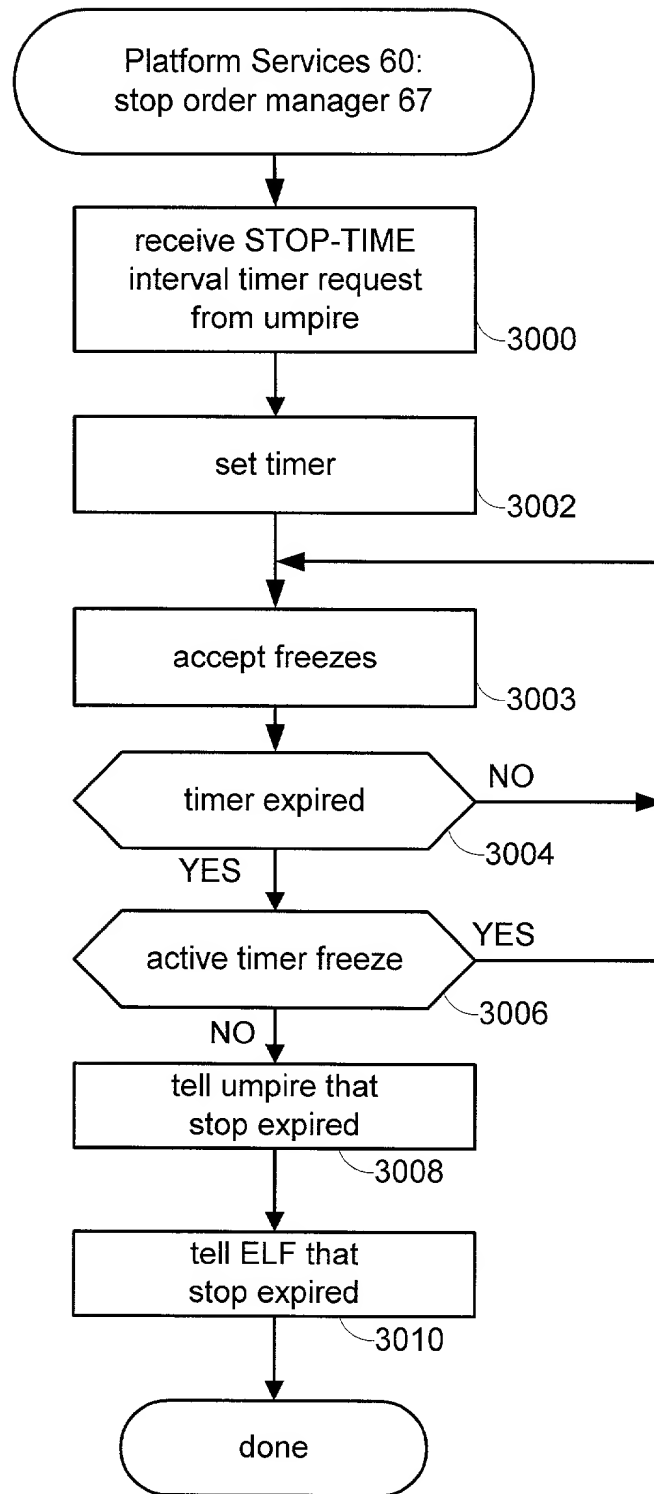 Platform Services 60:
stop order manager 67
receive STOP-TIME
interval timer request
from umpire
3000
set timer
3002
accept freezes
3003
timer expired
NO
3004
YES
active timer freeze
YES
3006
NO
tell umpire that
stop expired
3008
tell ELF that
stop expired
3010
done